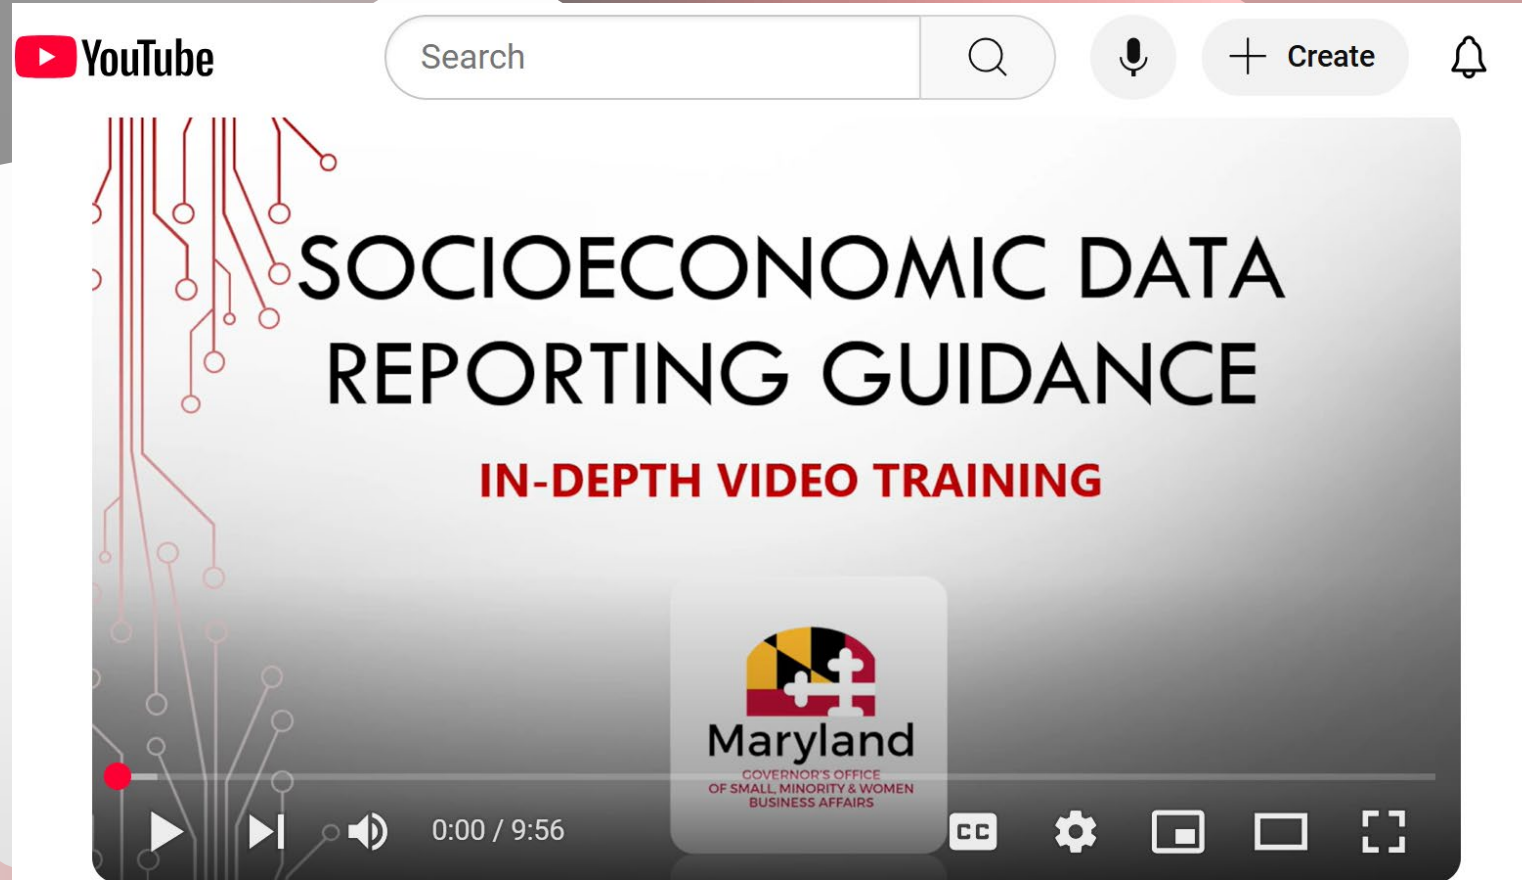 YouTube
Search
Create
SOCIOECONOMIC DATA
REPORTING GUIDANCE
IN-DEPTH VIDEO TRAINING
Maryland
GOVERNOR'S OFFICE
OF SMALL, MINORITY & WOMEN
BUSINESS AFFAIRS
0:00 / 9:56
CC